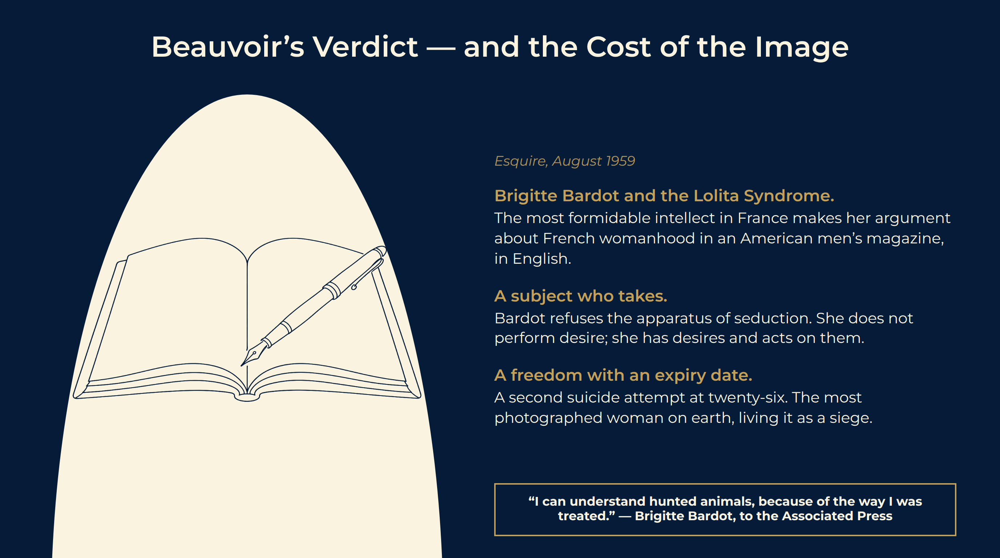 Beauvoir’s Verdict — and the Cost of the Image
Esquire, August 1959
Brigitte Bardot and the Lolita Syndrome.
The most formidable intellect in France makes her argument
about French womanhood in an American men’s magazine,
in English.
A subject who takes.
Bardot refuses the apparatus of seduction. She does not
perform desire; she has desires and acts on them.
A freedom with an expiry date.
A second suicide attempt at twenty-six. The most
photographed woman on earth, living it as a siege.
“I can understand hunted animals, because of the way I was
treated.” — Brigitte Bardot, to the Associated Press